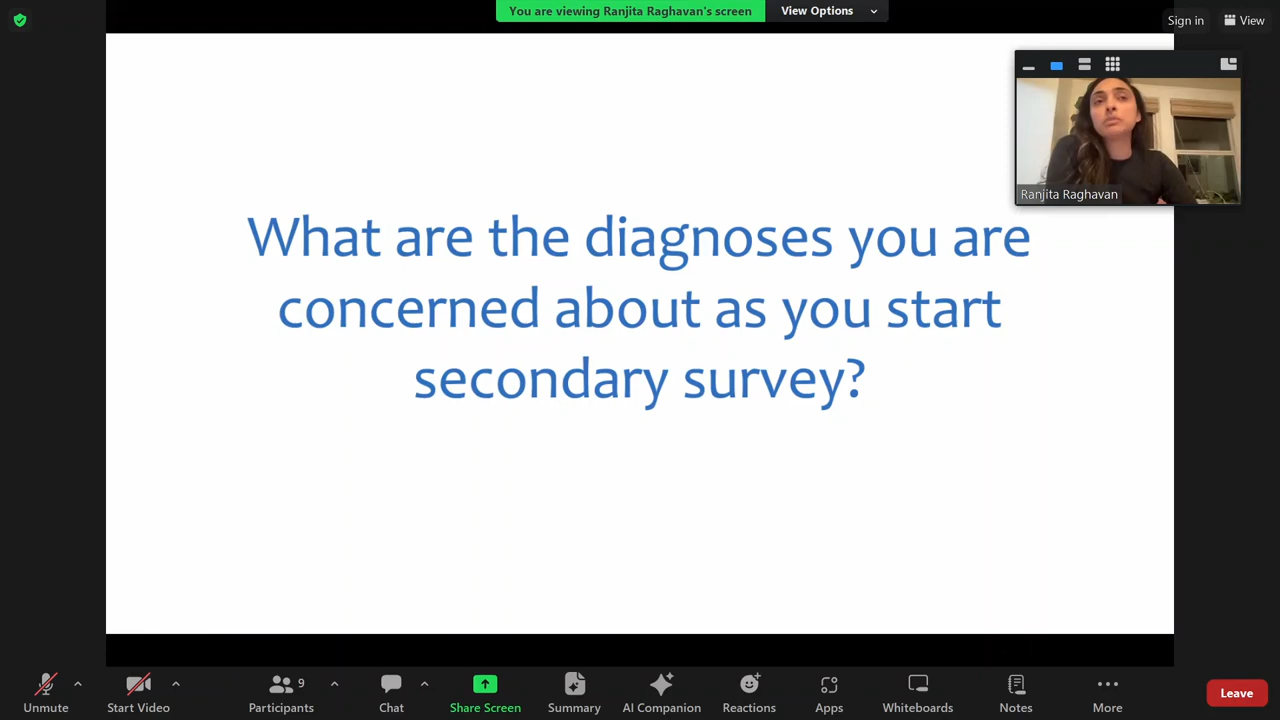 You are viewing Ranjita Raghavan's screen
View Options
Sign in
View
Ranjita Raghavan
What are the diagnoses you are
concerned about as you start
secondary survey?
Unmute
Start Video
9
Participants
Chat
Share Screen
Summary
AI Companion
Reactions
Apps
Whiteboards
Notes
More
Leave